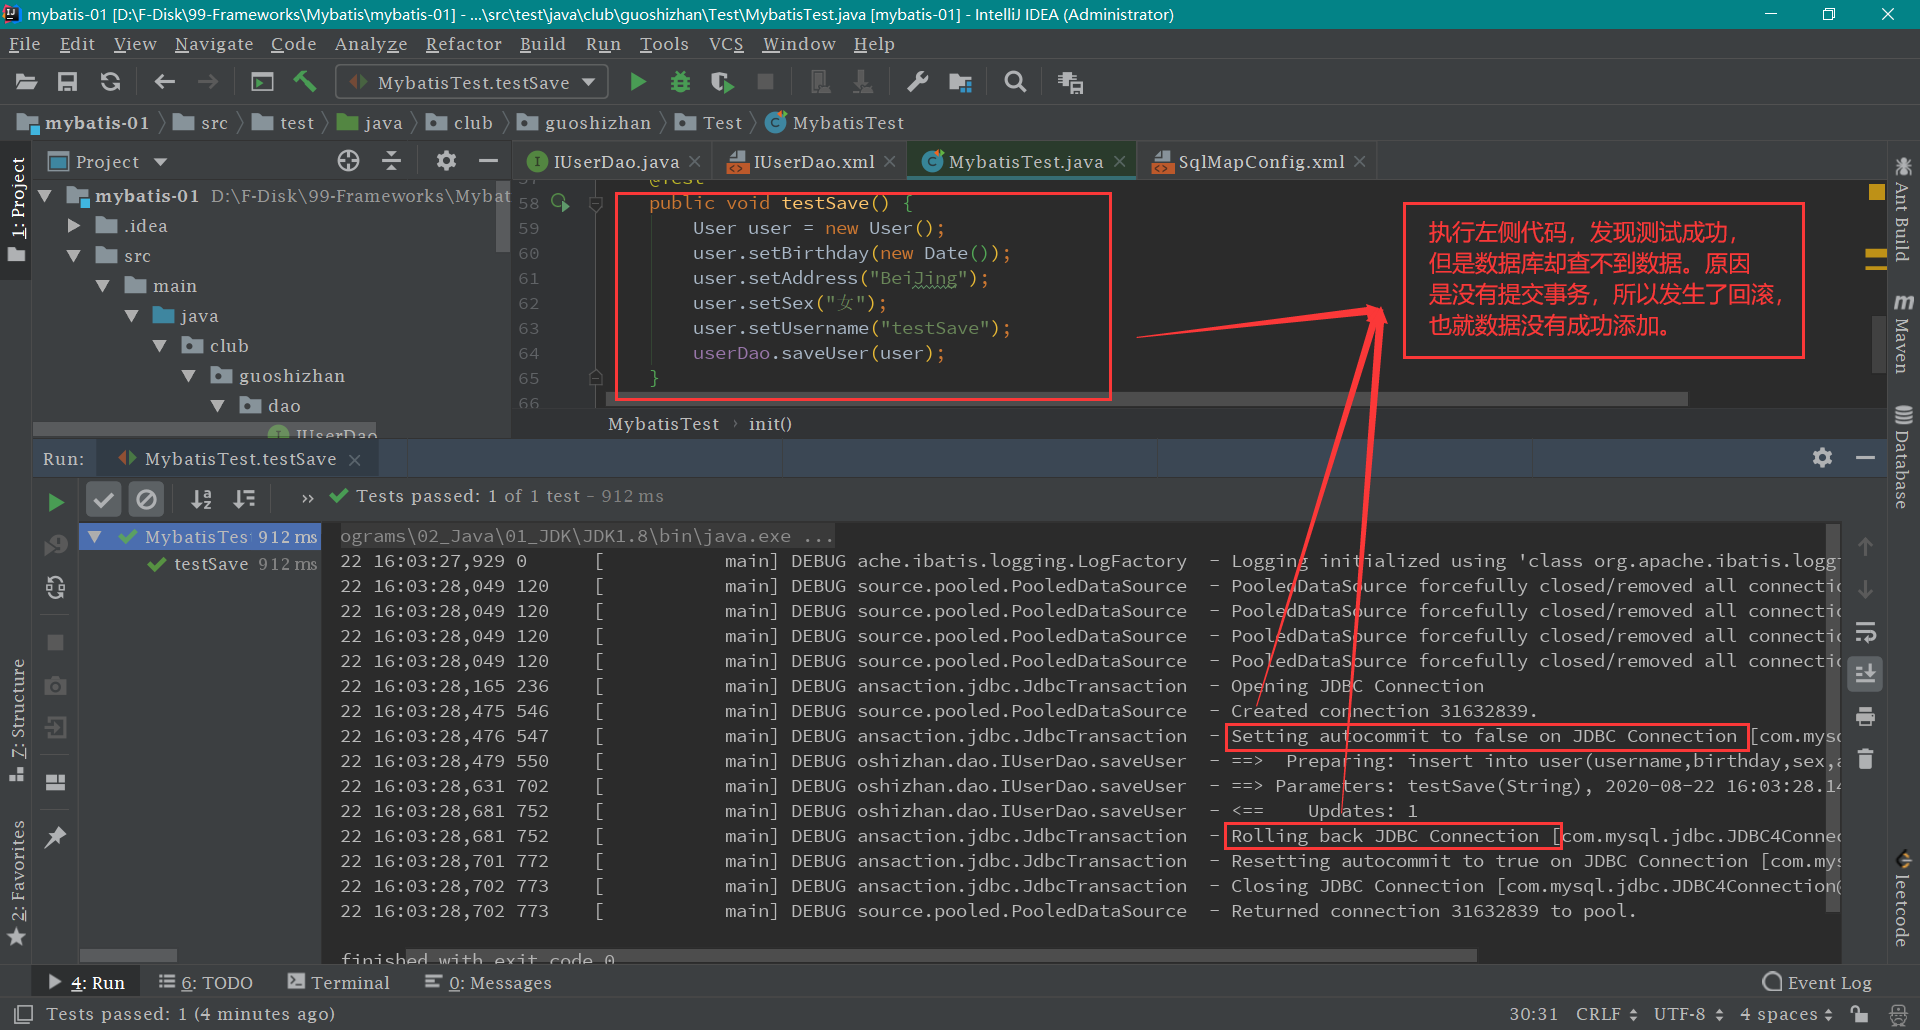 mybatis-01 [D:\F-Disk\99-Frameworks\Mybatis\mybatis-01] - ...\src\test\java\club\guoshizhan\Test\MybatisTest.java [mybatis-01] - IntelliJ IDEA (Administrator)
File Edit View Navigate Code Analyze Refactor Build Run Tools VCS Window Help
MybatisTest.testSave
mybatis-01 src test java club guoshizhan Test MybatisTest
1: Project
Project
IUserDao.java IUserDao.xml MybatisTest.java SqlMapConfig.xml
mybatis-01 D:\F-Disk\99-Frameworks\Mybat
.idea
src
main
java
club
guoshizhan
dao
IUserDao
57 @Test
58 public void testSave() {
59 User user = new User();
60 user.setBirthday(new Date());
61 user.setAddress("BeiJing");
62 user.setSex("女");
63 user.setUsername("testSave");
64 userDao.saveUser(user);
65 }
66
执行左侧代码，发现测试成功，
但是数据库却查不到数据。原因
是没有提交事务，所以发生了回滚，
也就数据没有成功添加。
MybatisTest › init()
Ant Build
Maven
Database
leetcode
Run: MybatisTest.testSave
» Tests passed: 1 of 1 test – 912 ms
MybatisTes 912 ms
testSave 912 ms
ograms\02_Java\01_JDK\JDK1.8\bin\java.exe ...
22 16:03:27,929 0 [ main] DEBUG ache.ibatis.logging.LogFactory - Logging initialized using 'class org.apache.ibatis.logg
22 16:03:28,049 120 [ main] DEBUG source.pooled.PooledDataSource - PooledDataSource forcefully closed/removed all connectio
22 16:03:28,049 120 [ main] DEBUG source.pooled.PooledDataSource - PooledDataSource forcefully closed/removed all connectio
22 16:03:28,049 120 [ main] DEBUG source.pooled.PooledDataSource - PooledDataSource forcefully closed/removed all connectio
22 16:03:28,049 120 [ main] DEBUG source.pooled.PooledDataSource - PooledDataSource forcefully closed/removed all connectio
22 16:03:28,165 236 [ main] DEBUG ansaction.jdbc.JdbcTransaction - Opening JDBC Connection
22 16:03:28,475 546 [ main] DEBUG source.pooled.PooledDataSource - Created connection 31632839.
22 16:03:28,476 547 [ main] DEBUG ansaction.jdbc.JdbcTransaction - Setting autocommit to false on JDBC Connection [com.mysq
22 16:03:28,479 550 [ main] DEBUG oshizhan.dao.IUserDao.saveUser - ==> Preparing: insert into user(username,birthday,sex,a
22 16:03:28,631 702 [ main] DEBUG oshizhan.dao.IUserDao.saveUser - ==> Parameters: testSave(String), 2020-08-22 16:03:28.14
22 16:03:28,681 752 [ main] DEBUG oshizhan.dao.IUserDao.saveUser - <== Updates: 1
22 16:03:28,681 752 [ main] DEBUG ansaction.jdbc.JdbcTransaction - Rolling back JDBC Connection [com.mysql.jdbc.JDBC4Connec
22 16:03:28,701 772 [ main] DEBUG ansaction.jdbc.JdbcTransaction - Resetting autocommit to true on JDBC Connection [com.mys
22 16:03:28,702 773 [ main] DEBUG ansaction.jdbc.JdbcTransaction - Closing JDBC Connection [com.mysql.jdbc.JDBC4Connection@
22 16:03:28,702 773 [ main] DEBUG source.pooled.PooledDataSource - Returned connection 31632839 to pool.
finished with exit code 0
7: Structure
2: Favorites
4: Run 6: TODO Terminal 0: Messages Event Log
Tests passed: 1 (4 minutes ago) 30:31 CRLF UTF-8 4 spaces